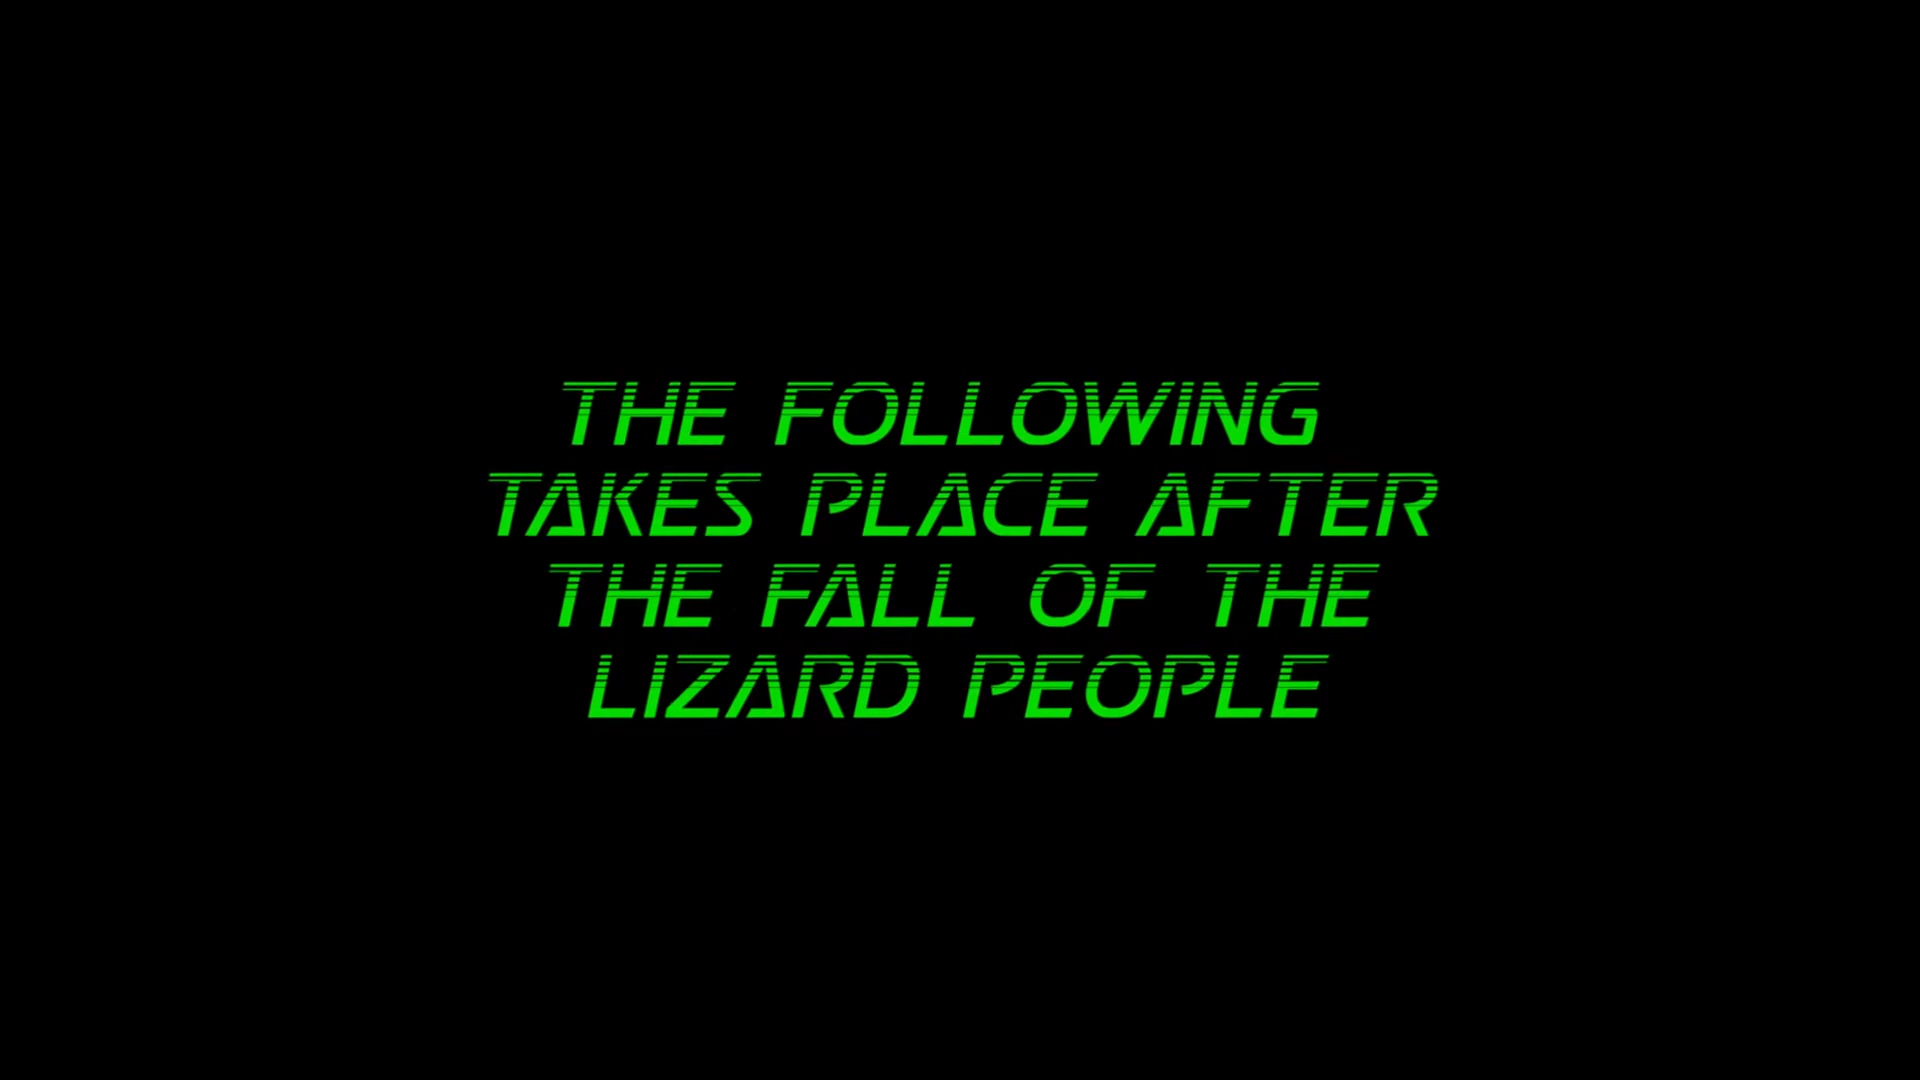 THE FOLLOWING
TAKES PLACE AFTER
THE FALL OF THE
LIZARD PEOPLE